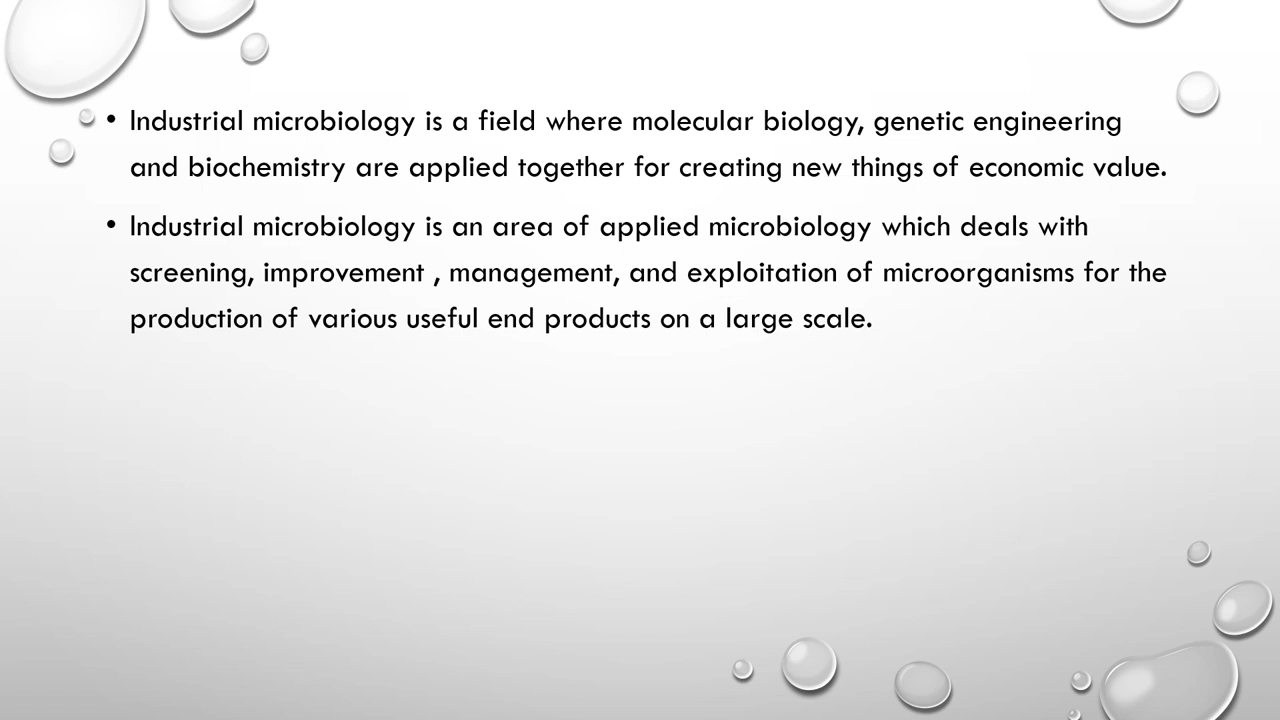 • Industrial microbiology is a field where molecular biology, genetic engineering
and biochemistry are applied together for creating new things of economic value.
• Industrial microbiology is an area of applied microbiology which deals with
screening, improvement , management, and exploitation of microorganisms for the
production of various useful end products on a large scale.